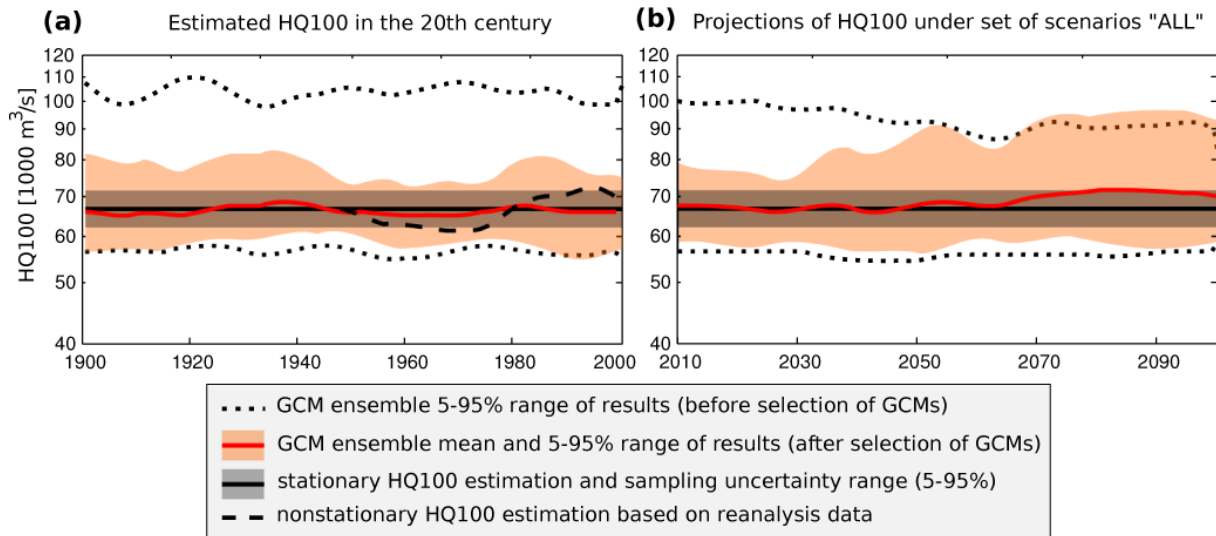 (a) Estimated HQ100 in the 20th century
(b) Projections of HQ100 under set of scenarios "ALL"
HQ100 [1000 m³/s]
120
110
100
90
80
70
60
50
40
1900 1920 1940 1960 1980 2000
120
110
100
90
80
70
60
50
40
2010 2030 2050 2070 2090
GCM ensemble 5-95% range of results (before selection of GCMs)
GCM ensemble mean and 5-95% range of results (after selection of GCMs)
stationary HQ100 estimation and sampling uncertainty range (5-95%)
nonstationary HQ100 estimation based on reanalysis data